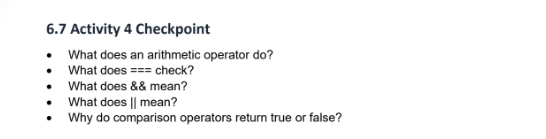 6.7 Activity 4 Checkpoint
• What does an arithmetic operator do?
• What does === check?
• What does && mean?
• What does || mean?
• Why do comparison operators return true or false?